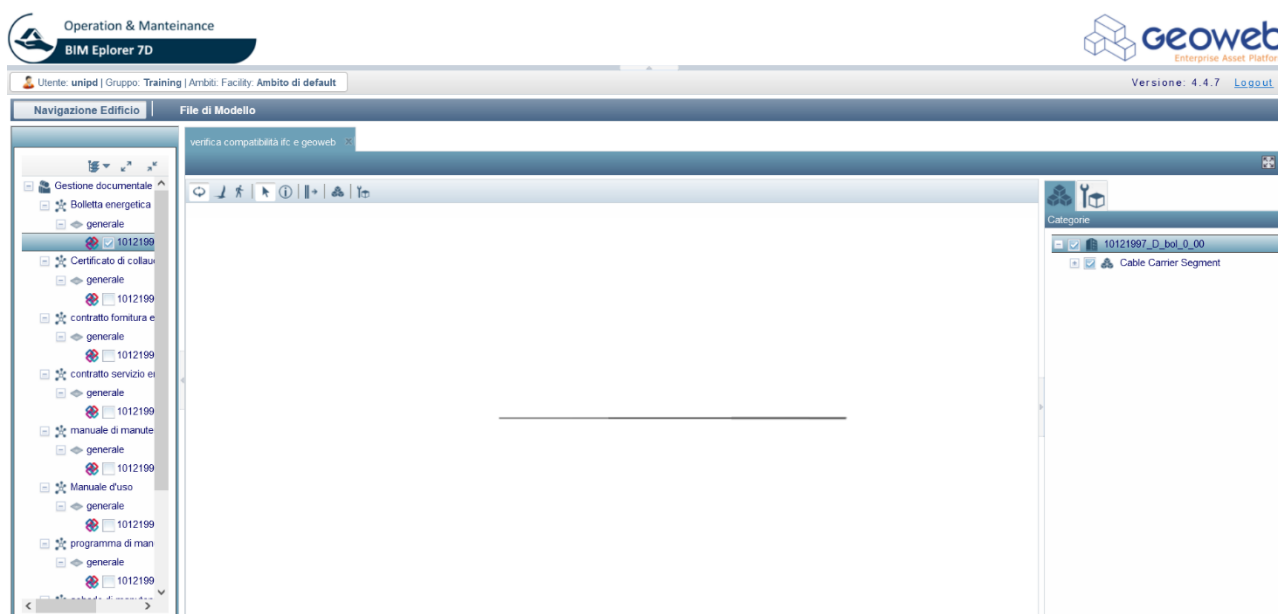 Operation & Manteinance
BIM Eplorer 7D
Geoweb
Enterprise Asset Platfor
Utente: unipd | Gruppo: Training | Ambiti: Facility: Ambito di default
Versione: 4.4.7 Logout
Navigazione Edificio
File di Modello
verifica compatibilità ifc e geoweb
Gestione documentale
Bolletta energetica
generale
1012199
Certificato di collau
generale
1012199
contratto fornitura e
generale
1012199
contratto servizio e
generale
1012199
manuale di manute
generale
1012199
Manuale d'uso
generale
1012199
programma di man
generale
1012199
Categorie
10121997_D_bol_0_00
Cable Carrier Segment